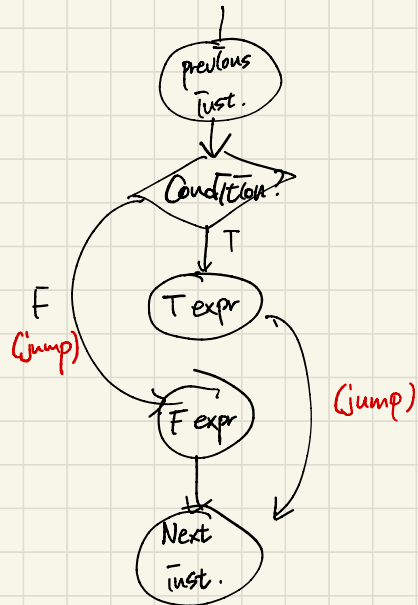 previous
inst.
Condition?
T
T expr
F
(jump)
(jump)
F expr
Next
inst.